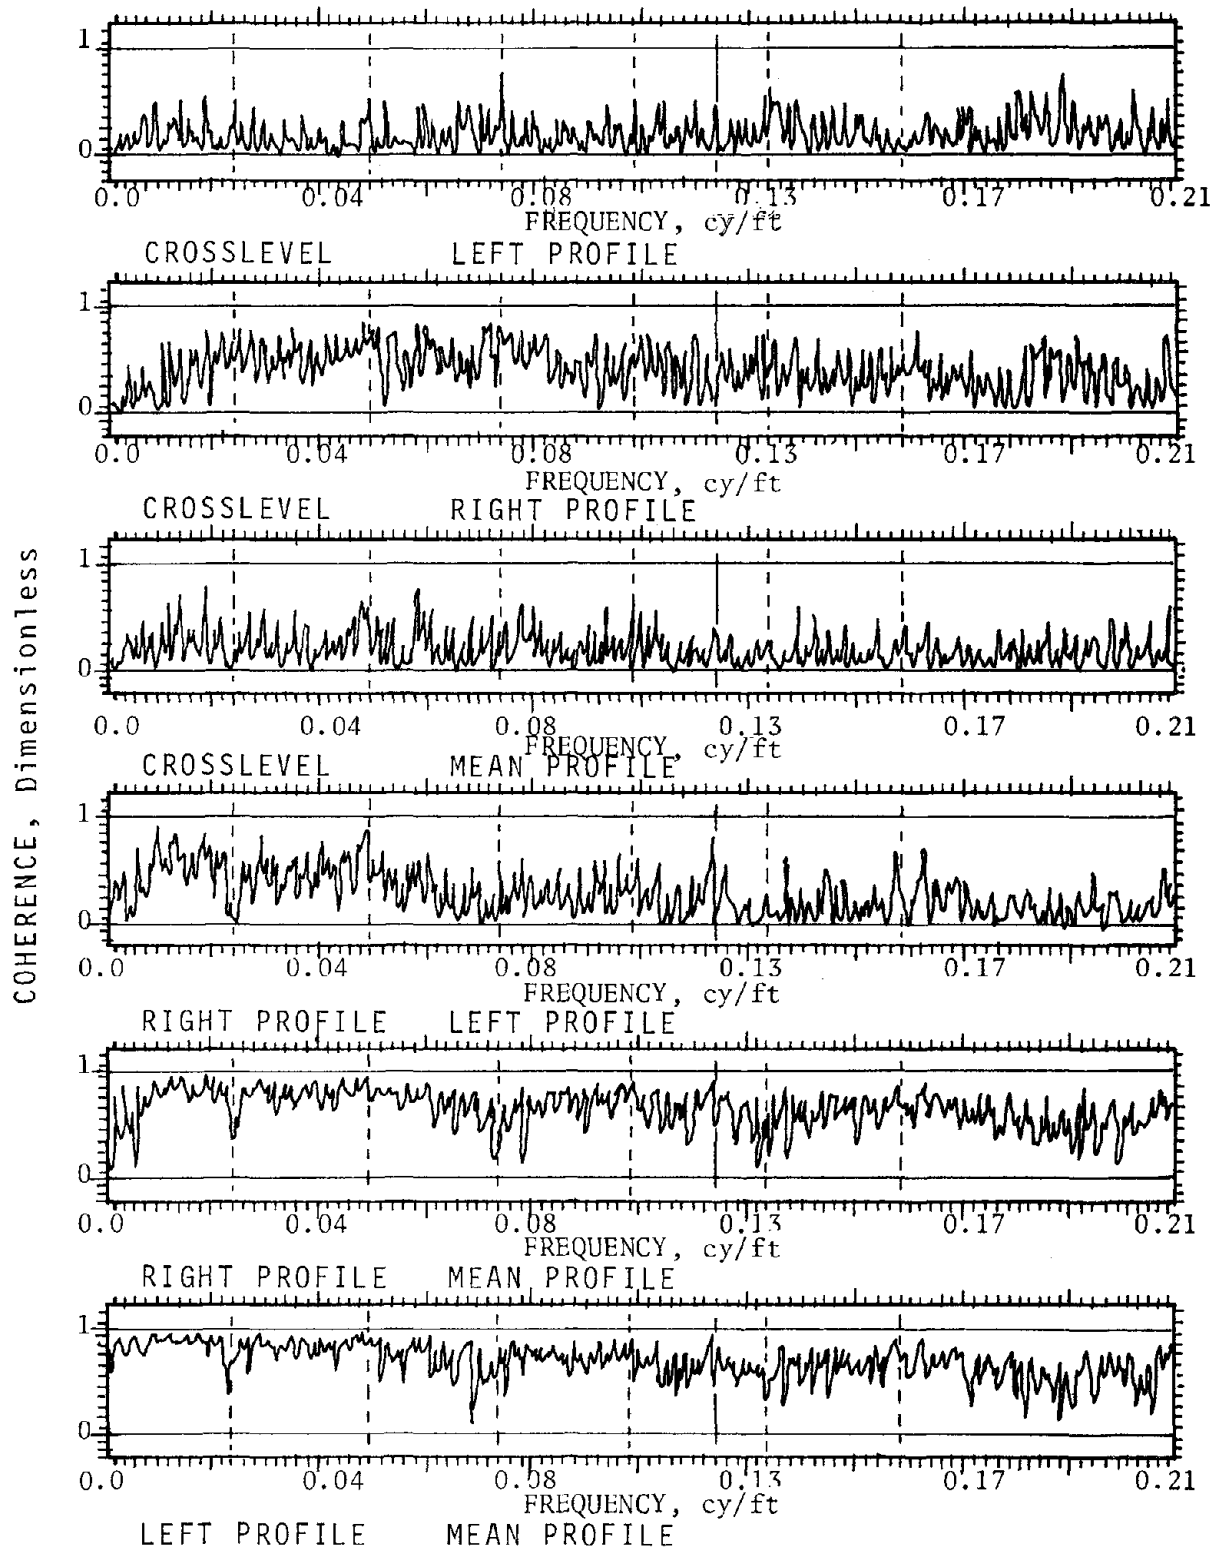 COHERENCE, Dimensionless
1
0
0.0 0.04 0.08 0.13 0.17 0.21
FREQUENCY, cy/ft
CROSSLEVEL LEFT PROFILE
1
0
0.0 0.04 0.08 0.13 0.17 0.21
FREQUENCY, cy/ft
CROSSLEVEL RIGHT PROFILE
1
0
0.0 0.04 0.08 0.13 0.17 0.21
FREQUENCY, cy/ft
CROSSLEVEL MEAN PROFILE
1
0
0.0 0.04 0.08 0.13 0.17 0.21
FREQUENCY, cy/ft
RIGHT PROFILE LEFT PROFILE
1
0
0.0 0.04 0.08 0.13 0.17 0.21
FREQUENCY, cy/ft
RIGHT PROFILE MEAN PROFILE
1
0
0.0 0.04 0.08 0.13 0.17 0.21
FREQUENCY, cy/ft
LEFT PROFILE MEAN PROFILE